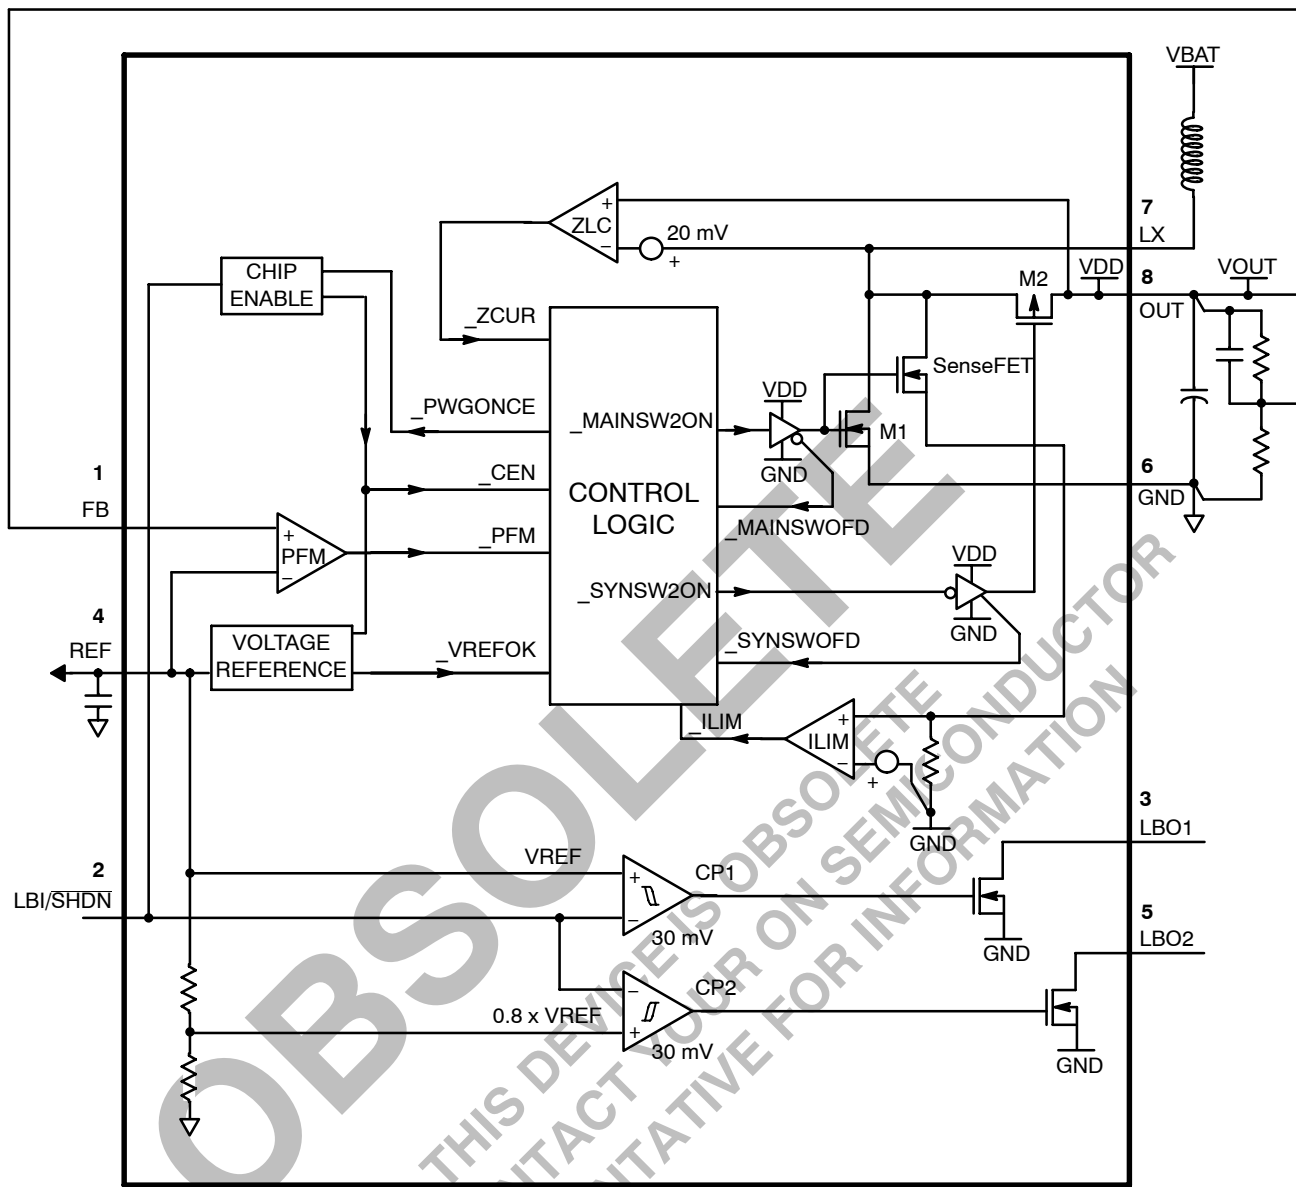 VBAT
7
LX
+
ZLC
−
20 mV
+
CHIP
ENABLE
M2
VDD
8
OUT
VOUT
_ZCUR
SenseFET
VDD
_PWGONCE
_MAINSW2ON
M1
GND
_CEN
CONTROL
LOGIC
6
GND
1
FB
_MAINSWOFD
+
PFM
−
_PFM
VDD
_SYNSW2ON
GND
4
REF
VOLTAGE
REFERENCE
_VREFOK
_SYNSWOFD
_ILIM
+
ILIM
−
+
GND
3
LBO1
VREF
CP1
+
−
30 mV
2
LBI/SHDN
GND
5
LBO2
CP2
−
+
0.8 x VREF
30 mV
GND
OBSOLETE
THIS DEVICE IS OBSOLETE
NTACT YOUR ON SEMICONDUCTOR
NTATIVE FOR INFORMATION